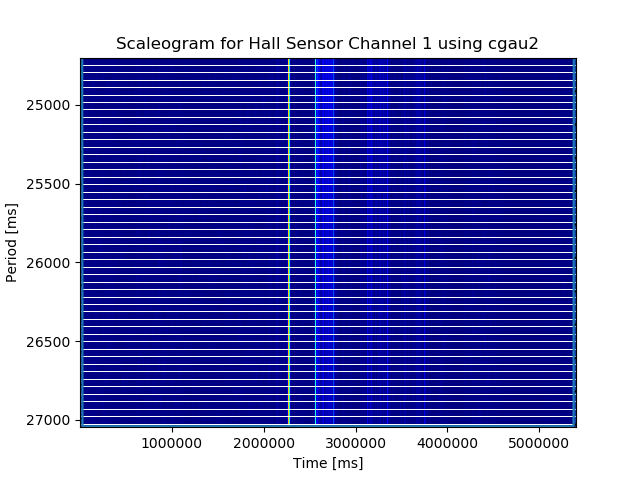 Scaleogram for Hall Sensor Channel 1 using cgau2
Period [ms]
25000
25500
26000
26500
27000
1000000 2000000 3000000 4000000 5000000
Time [ms]